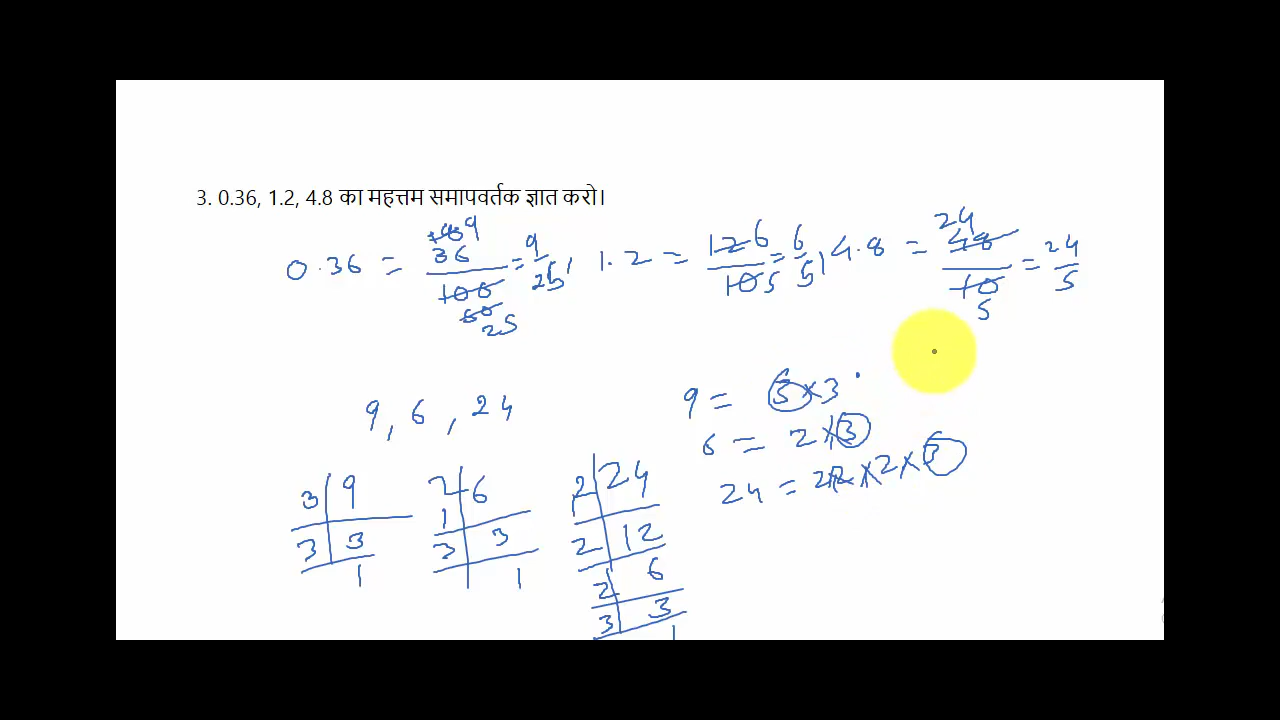 3. 0.36, 1.2, 4.8 का महत्तम समापवर्तक ज्ञात करो।
0.36 = 36/100 = 9/25, 1.2 = 12/10 = 6/5, 4.8 = 48/10 = 24/5
9, 6, 24
9 = 3 × 3
6 = 2 × 3
24 = 2 × 2 × 2 × 3
3 | 9
3 | 3
1
2 | 6
3 | 3
1
2 | 24
2 | 12
2 | 6
3 | 3
1